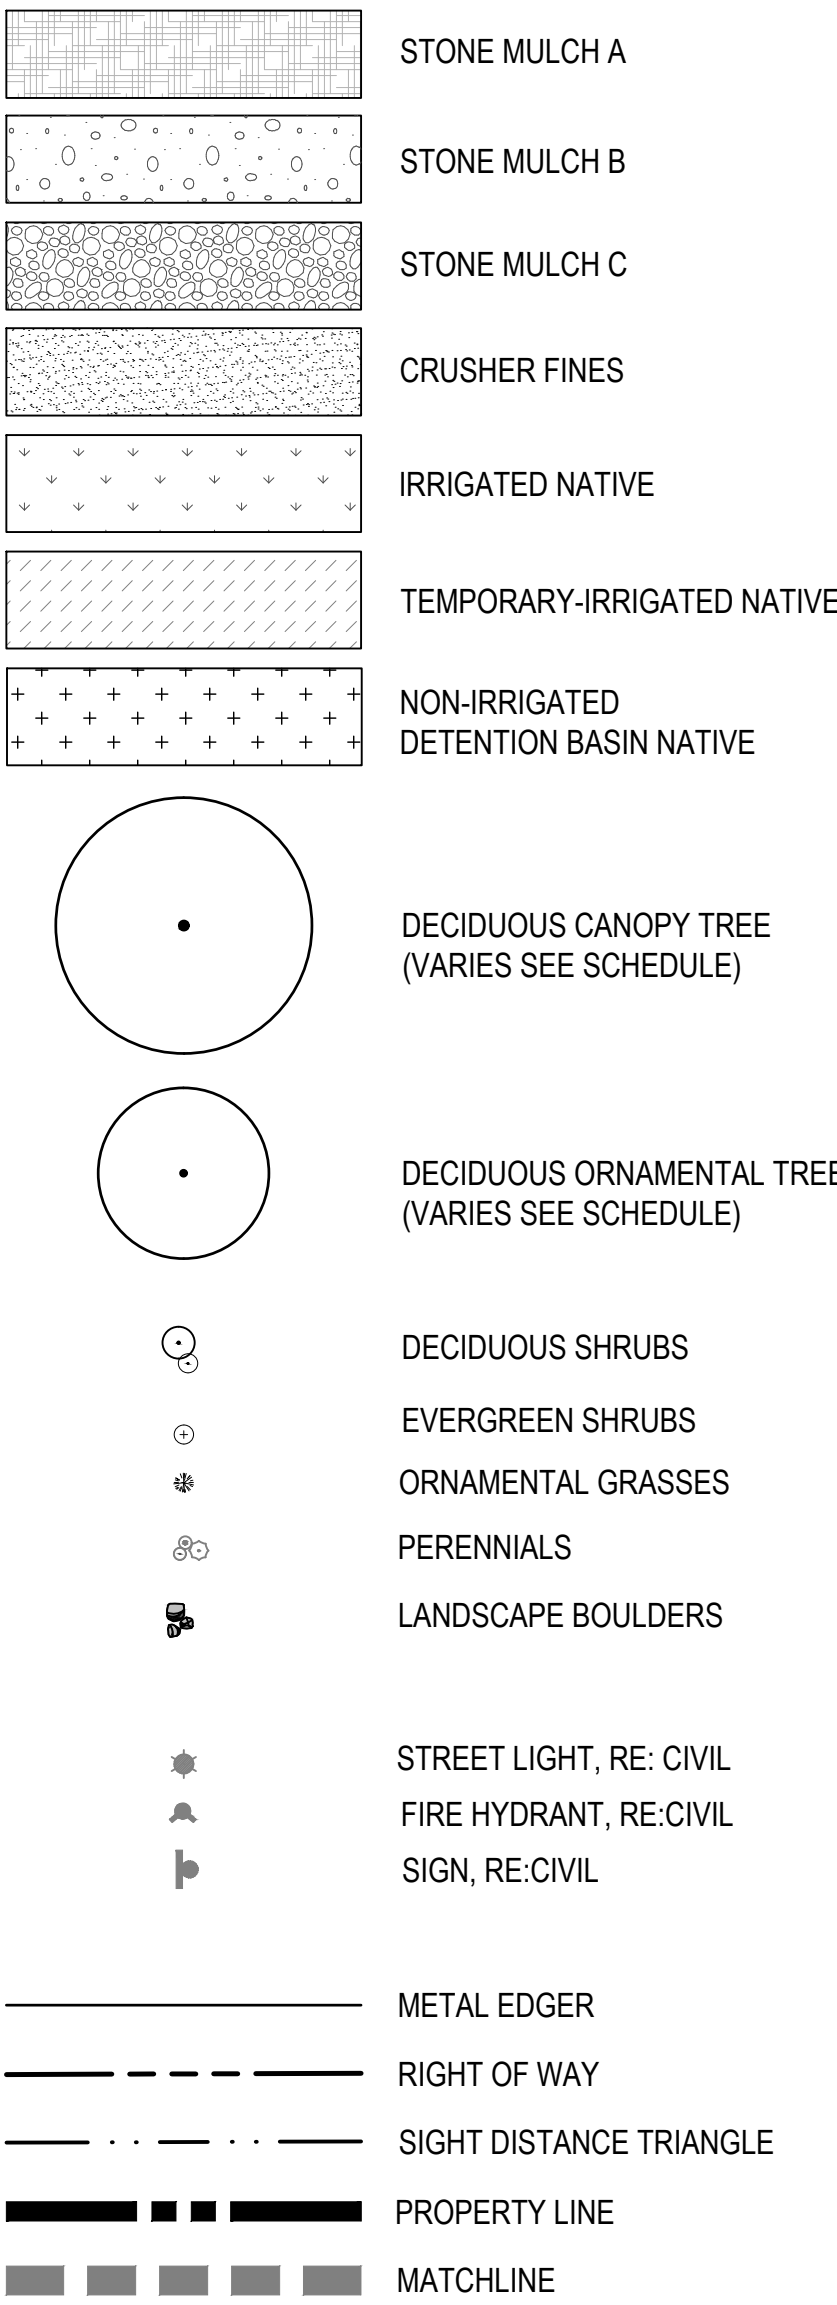 STONE MULCH A
STONE MULCH B
STONE MULCH C
CRUSHER FINES
IRRIGATED NATIVE
TEMPORARY-IRRIGATED NATIVE
NON-IRRIGATED
DETENTION BASIN NATIVE
DECIDUOUS CANOPY TREE
(VARIES SEE SCHEDULE)
DECIDUOUS ORNAMENTAL TREE
(VARIES SEE SCHEDULE)
DECIDUOUS SHRUBS
EVERGREEN SHRUBS
ORNAMENTAL GRASSES
PERENNIALS
LANDSCAPE BOULDERS
STREET LIGHT, RE: CIVIL
FIRE HYDRANT, RE:CIVIL
SIGN, RE:CIVIL
METAL EDGER
RIGHT OF WAY
SIGHT DISTANCE TRIANGLE
PROPERTY LINE
MATCHLINE